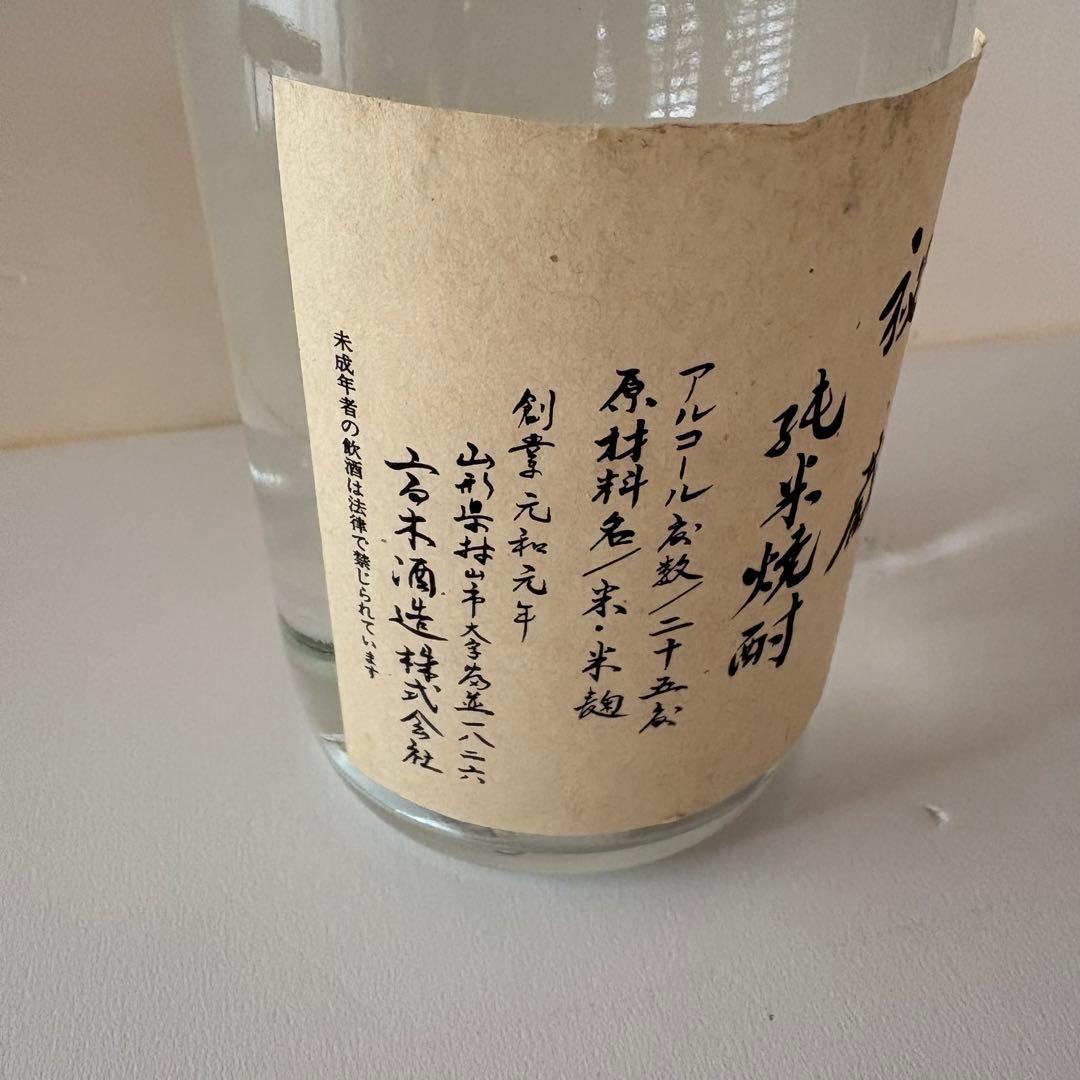 純米焼酎
アルコール度数/二十五度
原材料名/米・米麹
創業元和元年
山形県村山市大字富並一八二六
高木酒造株式会社
未成年者の飲酒は法律で禁じられています